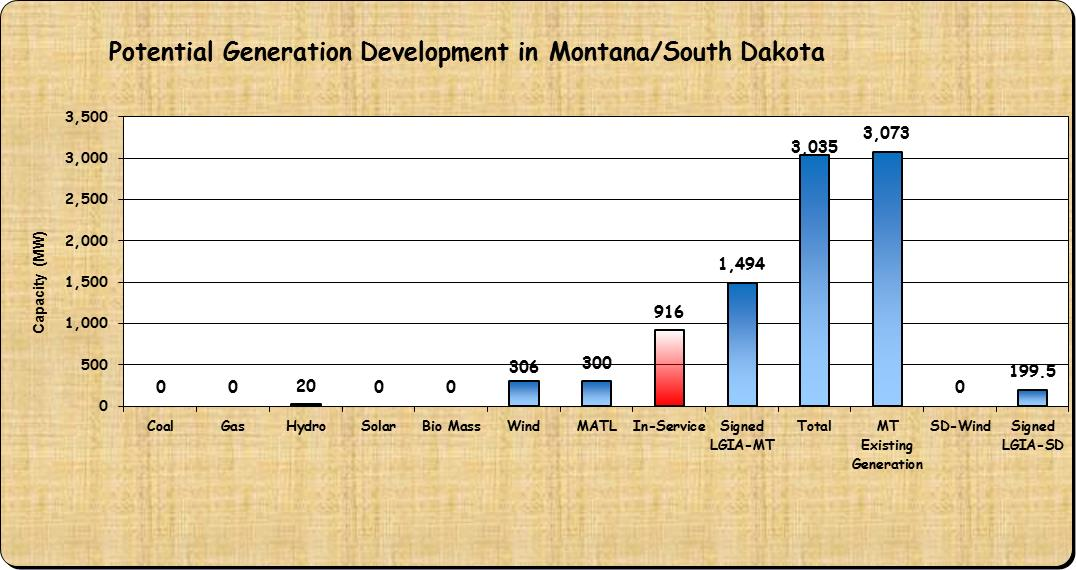 Potential Generation Development in Montana/South Dakota
Capacity (MW)
3,500
3,000
2,500
2,000
1,500
1,000
500
0
0
0
20
0
0
306
300
916
1,494
3,035
3,073
0
199.5
Coal
Gas
Hydro
Solar
Bio Mass
Wind
MATL
In-Service
Signed
LGIA-MT
Total
MT
Existing
Generation
SD-Wind
Signed
LGIA-SD